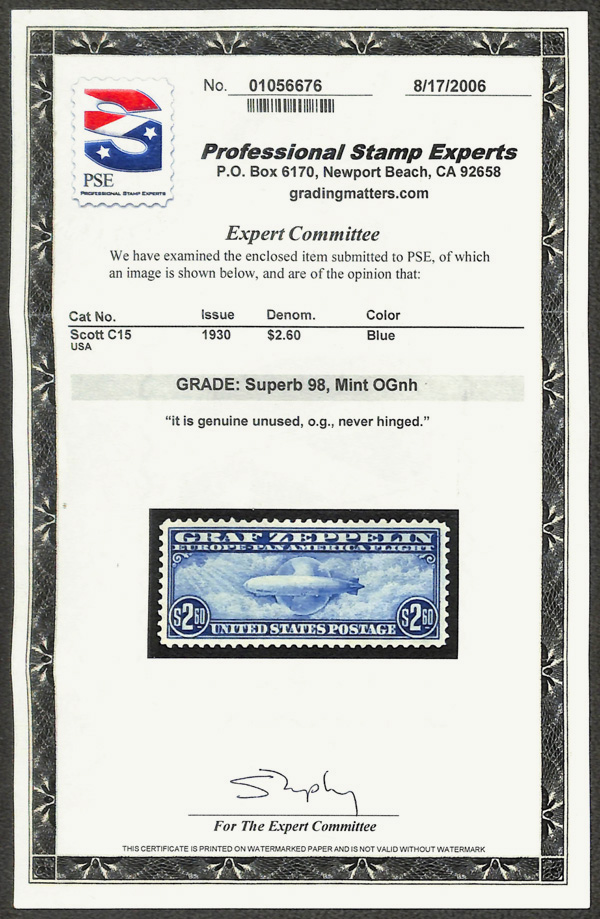 No. 01056676
8/17/2006
PSE
PROFESSIONAL STAMP EXPERTS
Professional Stamp Experts
P.O. Box 6170, Newport Beach, CA 92658
gradingmatters.com
Expert Committee
We have examined the enclosed item submitted to PSE, of which
an image is shown below, and are of the opinion that:
Cat No. Issue Denom. Color
Scott C15 1930 $2.60 Blue
USA
GRADE: Superb 98, Mint OGnh
“it is genuine unused, o.g., never hinged.”
GRAF ZEPPELIN
EUROPE-PAN AMERICA FLIGHT
$2.60 $2.60
UNITED STATES POSTAGE
For The Expert Committee
THIS CERTIFICATE IS PRINTED ON WATERMARKED PAPER AND IS NOT VALID WITHOUT WATERMARK